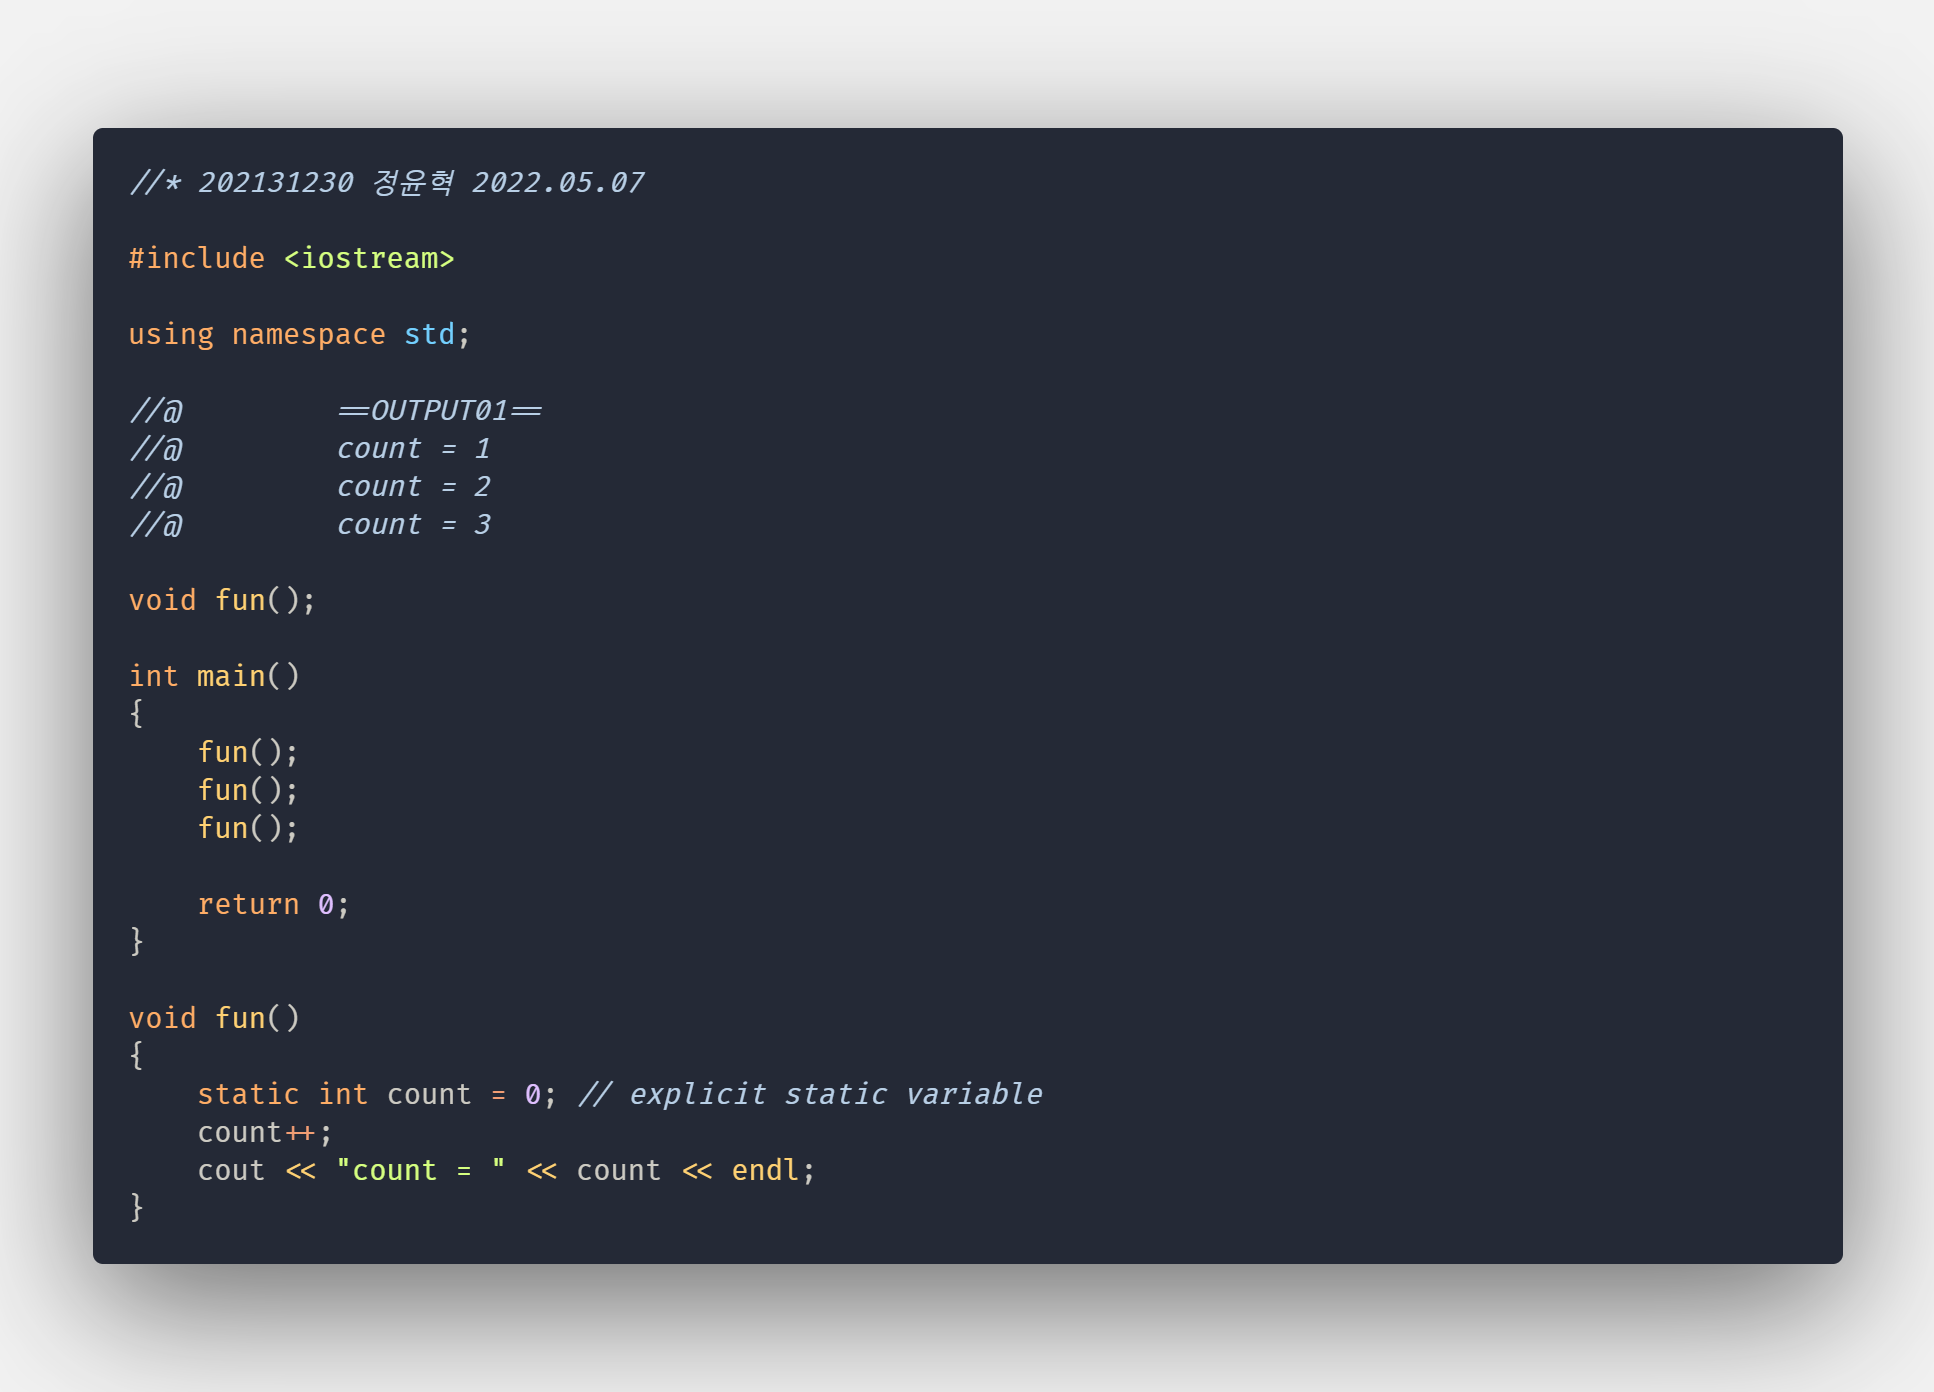 //* 202131230 정윤혁 2022.05.07
#include <iostream>
using namespace std;
//@         ==OUTPUT01==
//@         count = 1
//@         count = 2
//@         count = 3
void fun();
int main()
{
    fun();
    fun();
    fun();
    return 0;
}
void fun()
{
    static int count = 0; // explicit static variable
    count++;
    cout << "count = " << count << endl;
}